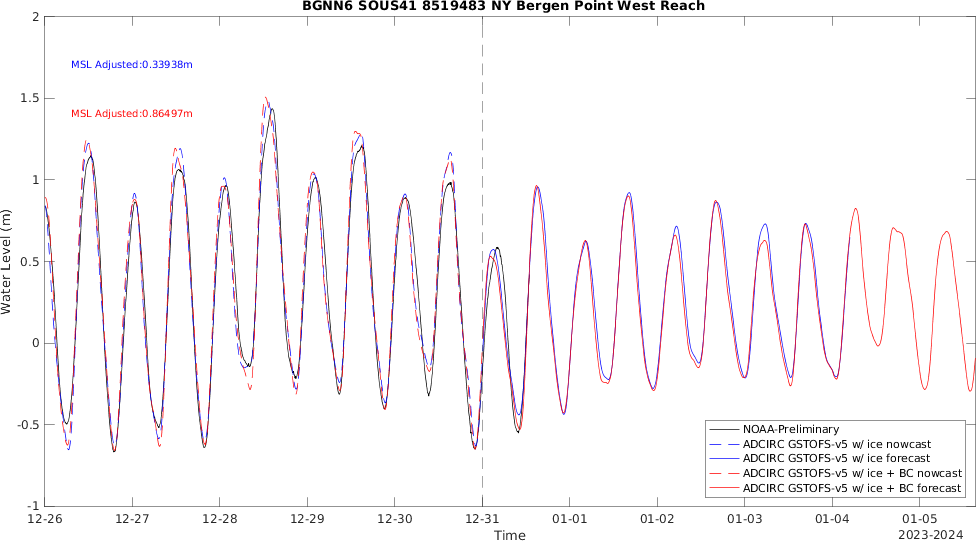 BGNN6 SOUS41 8519483 NY Bergen Point West Reach
2
MSL Adjusted:0.33938m
1.5
MSL Adjusted:0.86497m
1
0.5
0
-0.5
-1
Water Level (m)
NOAA-Preliminary
ADCIRC GSTOFS-v5 w/ ice nowcast
ADCIRC GSTOFS-v5 w/ ice forecast
ADCIRC GSTOFS-v5 w/ ice + BC nowcast
ADCIRC GSTOFS-v5 w/ ice + BC forecast
12-26 12-27 12-28 12-29 12-30 12-31 01-01 01-02 01-03 01-04 01-05
Time
2023-2024